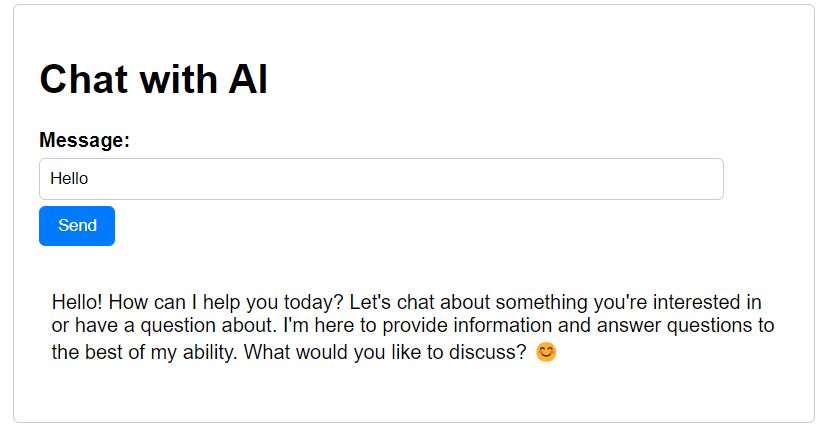 Chat with AI
Message:
Hello
Send
Hello! How can I help you today? Let's chat about something you're interested in
or have a question about. I'm here to provide information and answer questions to
the best of my ability. What would you like to discuss? 😊